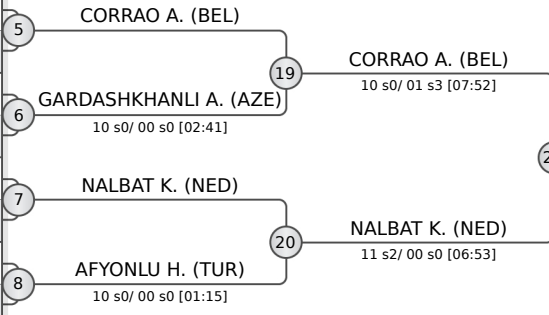 5
CORRAO A. (BEL)
19
CORRAO A. (BEL)
10 s0/ 01 s3 [07:52]
6
GARDASHKHANLI A. (AZE)
10 s0/ 00 s0 [02:41]
7
NALBAT K. (NED)
20
NALBAT K. (NED)
11 s2/ 00 s0 [06:53]
8
AFYONLU H. (TUR)
10 s0/ 00 s0 [01:15]